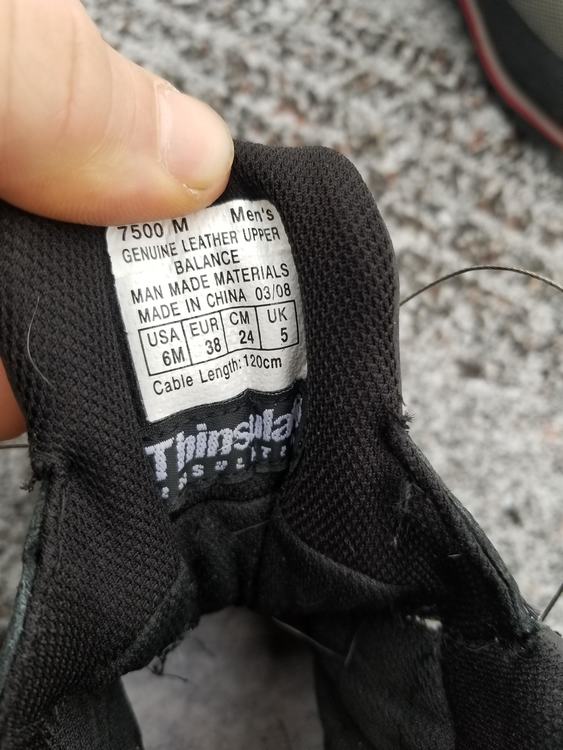 7500 M Men's
GENUINE LEATHER UPPER
BALANCE
MAN MADE MATERIALS
MADE IN CHINA 03/08
USA EUR CM UK
6M 38 24 5
Cable Length: 120cm